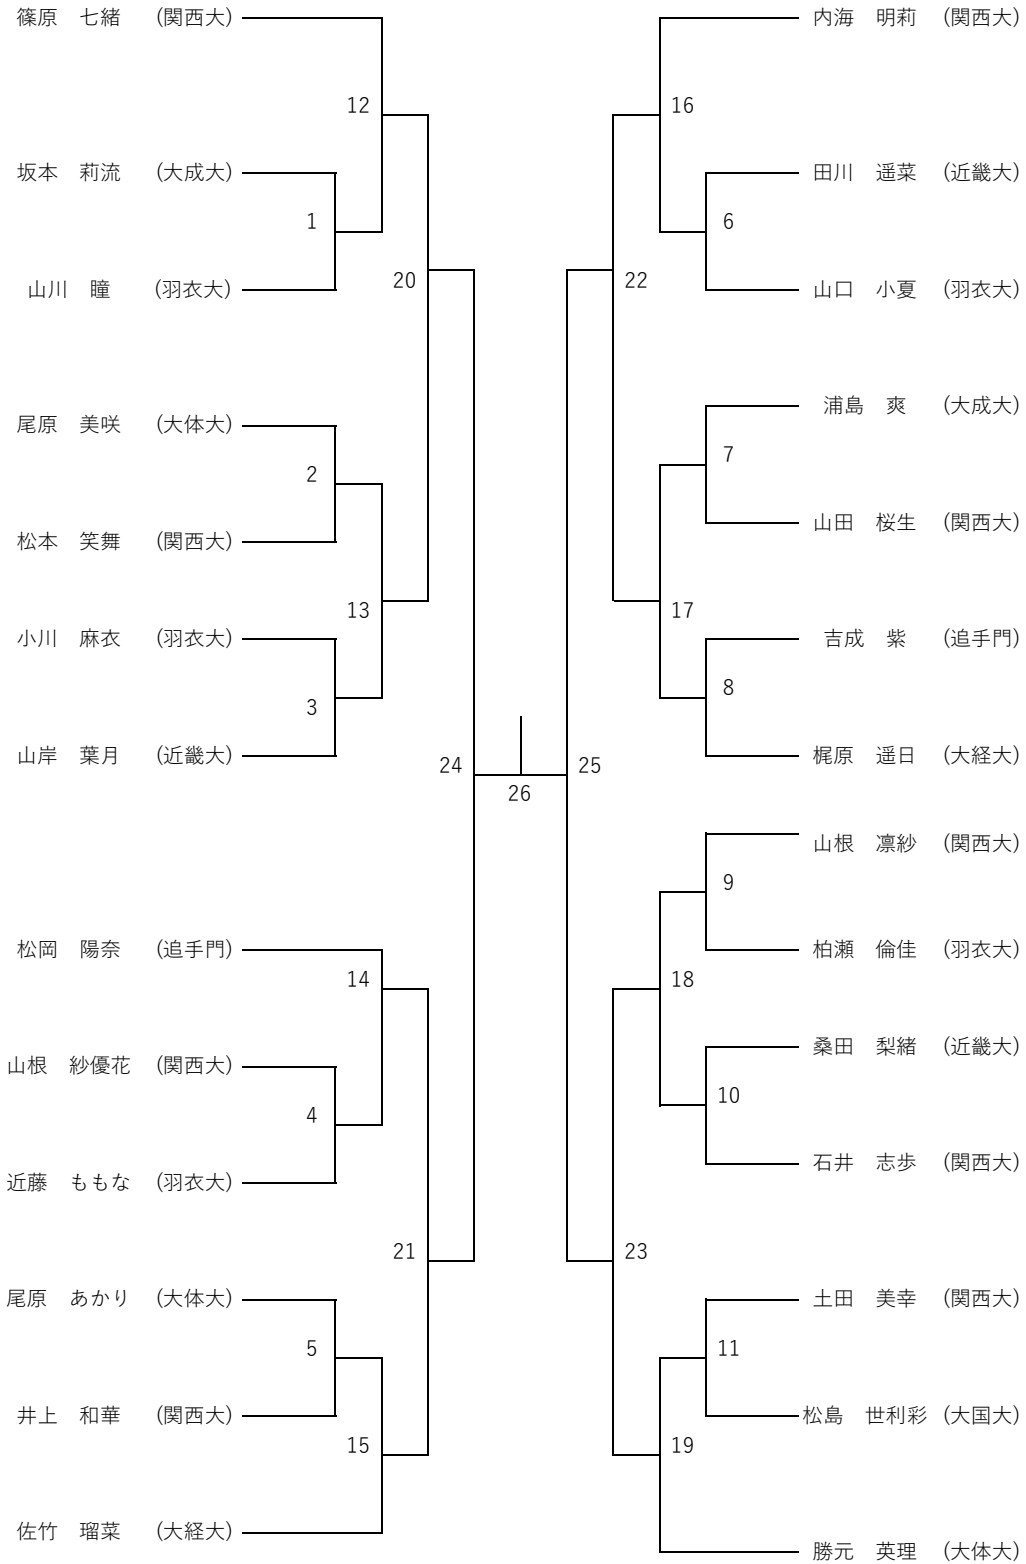 篠原　七緒　(関西大)
12
坂本　莉流　(大成大)
1
山川　瞳　(羽衣大)
20
尾原　美咲　(大体大)
2
松本　笑舞　(関西大)
13
小川　麻衣　(羽衣大)
3
山岸　葉月　(近畿大)
24
松岡　陽奈　(追手門)
14
山根　紗優花　(関西大)
4
近藤　ももな　(羽衣大)
21
尾原　あかり　(大体大)
5
井上　和華　(関西大)
15
佐竹　瑠菜　(大経大)
26
内海　明莉　(関西大)
16
田川　遥菜　(近畿大)
6
山口　小夏　(羽衣大)
22
浦島　爽　(大成大)
7
山田　桜生　(関西大)
17
吉成　紫　(追手門)
8
梶原　遥日　(大経大)
25
山根　凛紗　(関西大)
9
柏瀬　倫佳　(羽衣大)
18
桑田　梨緒　(近畿大)
10
石井　志歩　(関西大)
23
土田　美幸　(関西大)
11
松島　世利彩　(大国大)
19
勝元　英理　(大体大)